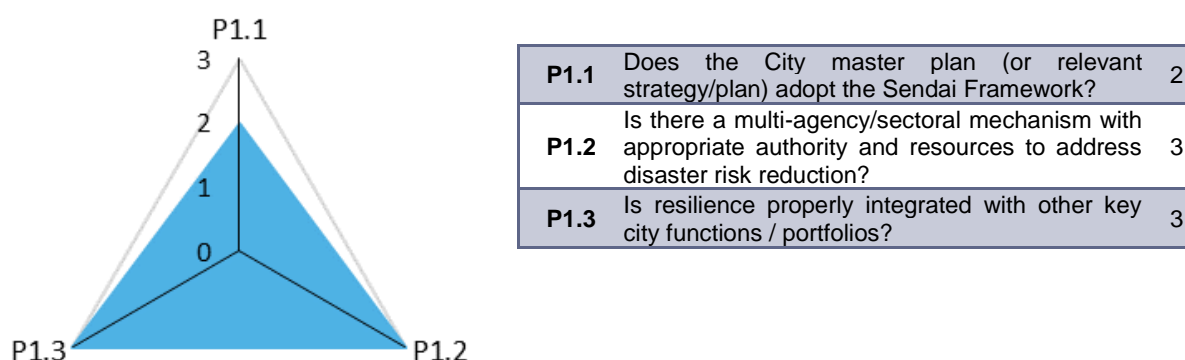 P1.1
3
2
1
0
P1.3
P1.2
P1.1 Does the City master plan (or relevant
strategy/plan) adopt the Sendai Framework? 2
Is there a multi-agency/sectoral mechanism with
P1.2 appropriate authority and resources to address 3
disaster risk reduction?
P1.3 Is resilience properly integrated with other key
city functions / portfolios? 3